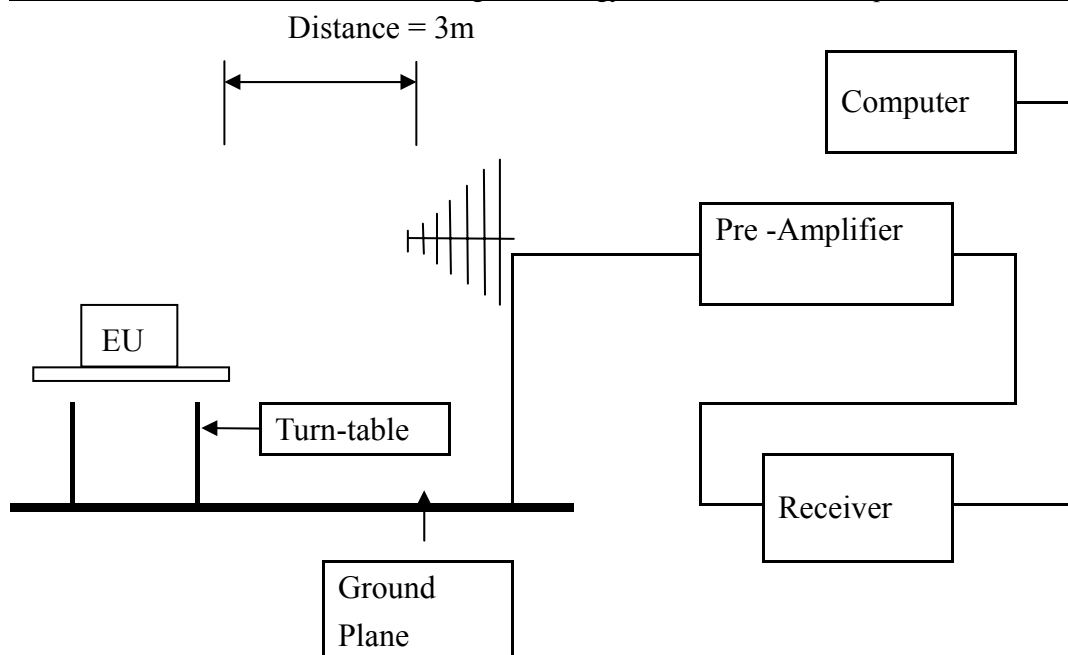 Distance = 3m
Computer
Pre -Amplifier
EU
Turn-table
Receiver
Ground
Plane